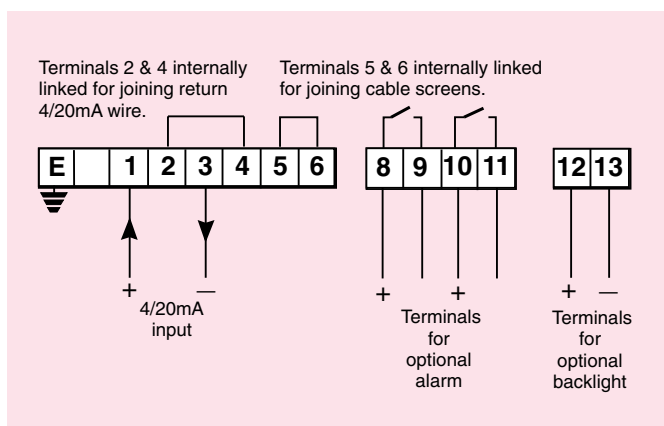 Terminals 2 & 4 internally
linked for joining return
4/20mA wire.
Terminals 5 & 6 internally linked
for joining cable screens.
E 1 2 3 4 5 6
8 9 10 11
12 13
+ —
4/20mA
input
+ +
Terminals
for
optional
alarm
+ —
Terminals
for
optional
backlight